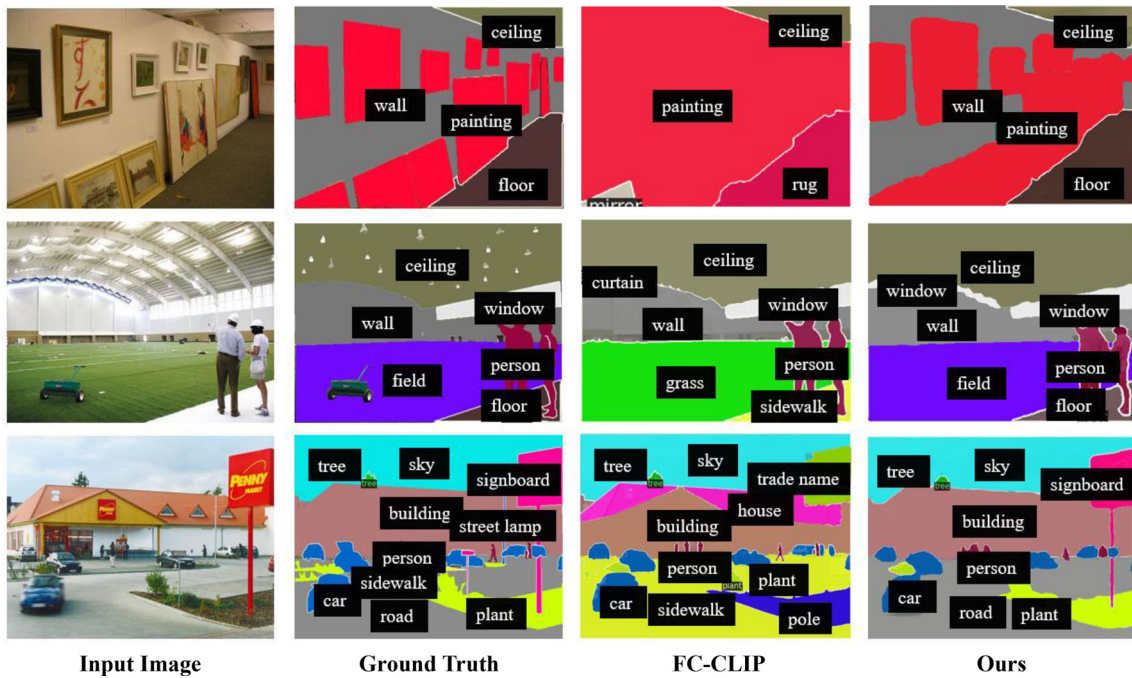 ceiling
wall
painting
floor
ceiling
painting
rug
mirror
ceiling
wall
painting
floor
ceiling
wall
window
person
field
floor
ceiling
curtain
wall
window
person
grass
sidewalk
ceiling
window
wall
window
person
field
floor
PENNY
MARKT
PENNY
tree
sky
signboard
tree
building
street lamp
person
sidewalk
car
road
plant
tree
sky
trade name
tree
house
building
person
plant
plant
sidewalk
pole
tree
sky
signboard
tree
building
person
car
road
plant
Input Image
Ground Truth
FC-CLIP
Ours